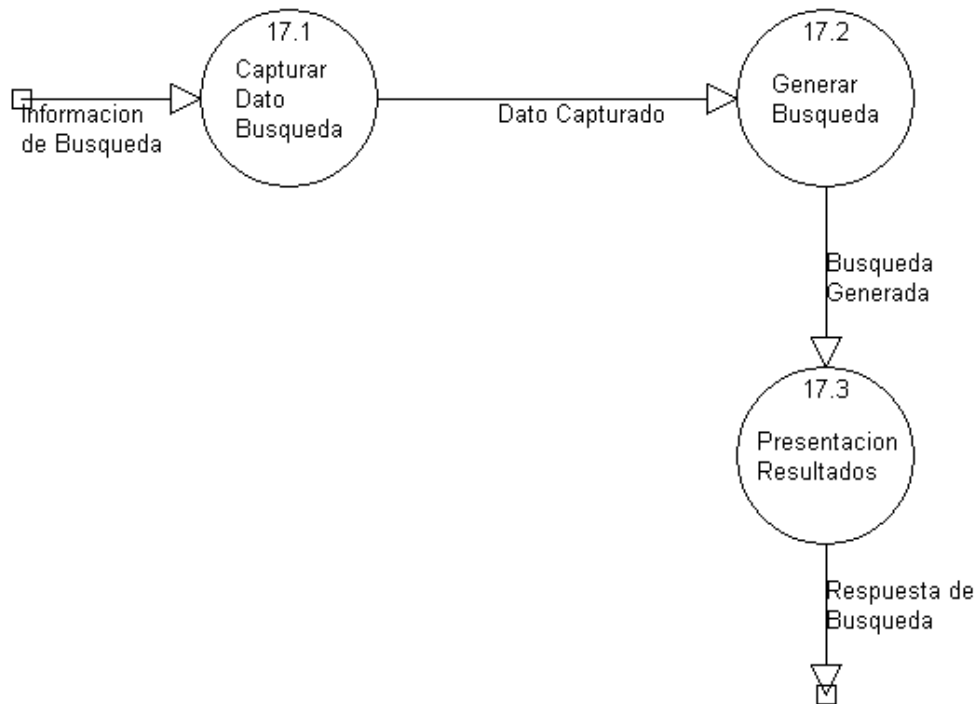 17.1
Capturar
Dato
Busqueda
Informacion
de Busqueda
Dato Capturado
17.2
Generar
Busqueda
Busqueda
Generada
17.3
Presentacion
Resultados
Respuesta de
Busqueda